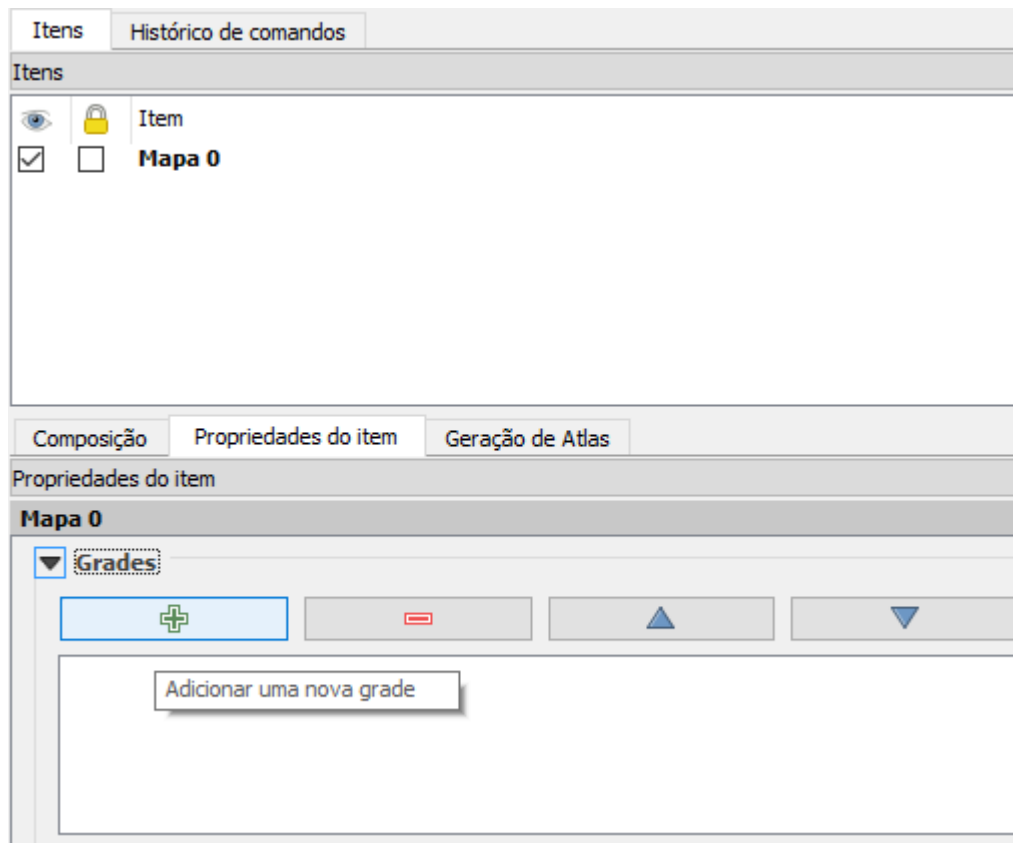 Itens Histórico de comandos
Itens
Item
Mapa 0
Composição Propriedades do item Geração de Atlas
Propriedades do item
Mapa 0
Grades
Adicionar uma nova grade